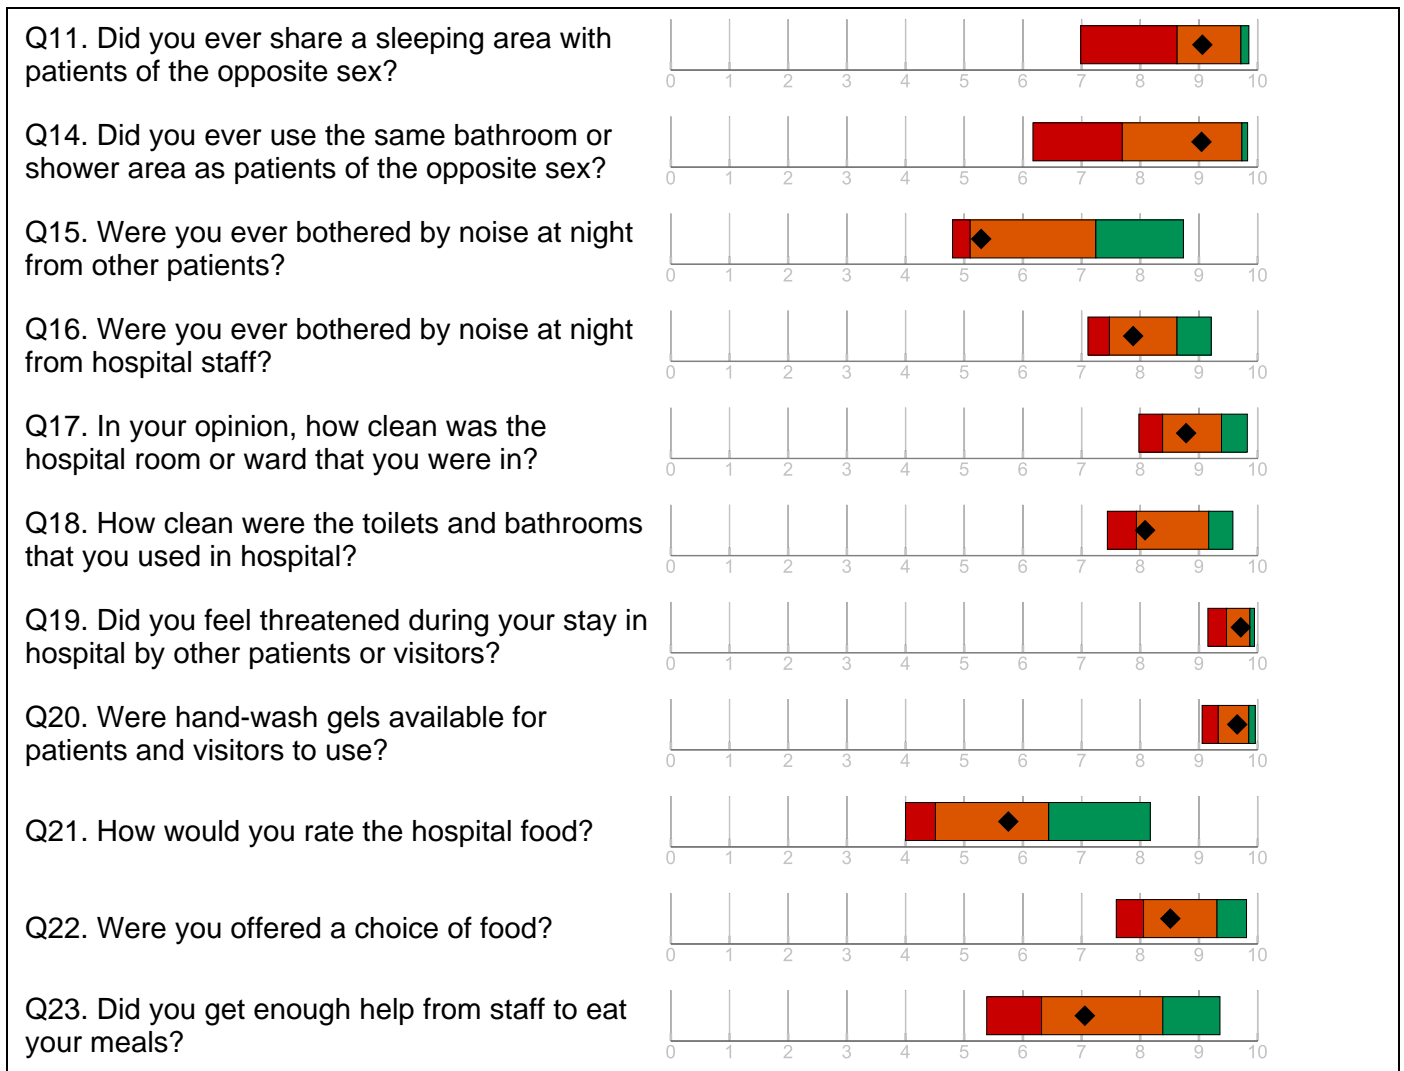 Q11. Did you ever share a sleeping area with
patients of the opposite sex?
0 1 2 3 4 5 6 7 8 9 10
Q14. Did you ever use the same bathroom or
shower area as patients of the opposite sex?
0 1 2 3 4 5 6 7 8 9 10
Q15. Were you ever bothered by noise at night
from other patients?
0 1 2 3 4 5 6 7 8 9 10
Q16. Were you ever bothered by noise at night
from hospital staff?
0 1 2 3 4 5 6 7 8 9 10
Q17. In your opinion, how clean was the
hospital room or ward that you were in?
0 1 2 3 4 5 6 7 8 9 10
Q18. How clean were the toilets and bathrooms
that you used in hospital?
0 1 2 3 4 5 6 7 8 9 10
Q19. Did you feel threatened during your stay in
hospital by other patients or visitors?
0 1 2 3 4 5 6 7 8 9 10
Q20. Were hand-wash gels available for
patients and visitors to use?
0 1 2 3 4 5 6 7 8 9 10
Q21. How would you rate the hospital food?
0 1 2 3 4 5 6 7 8 9 10
Q22. Were you offered a choice of food?
0 1 2 3 4 5 6 7 8 9 10
Q23. Did you get enough help from staff to eat
your meals?
0 1 2 3 4 5 6 7 8 9 10